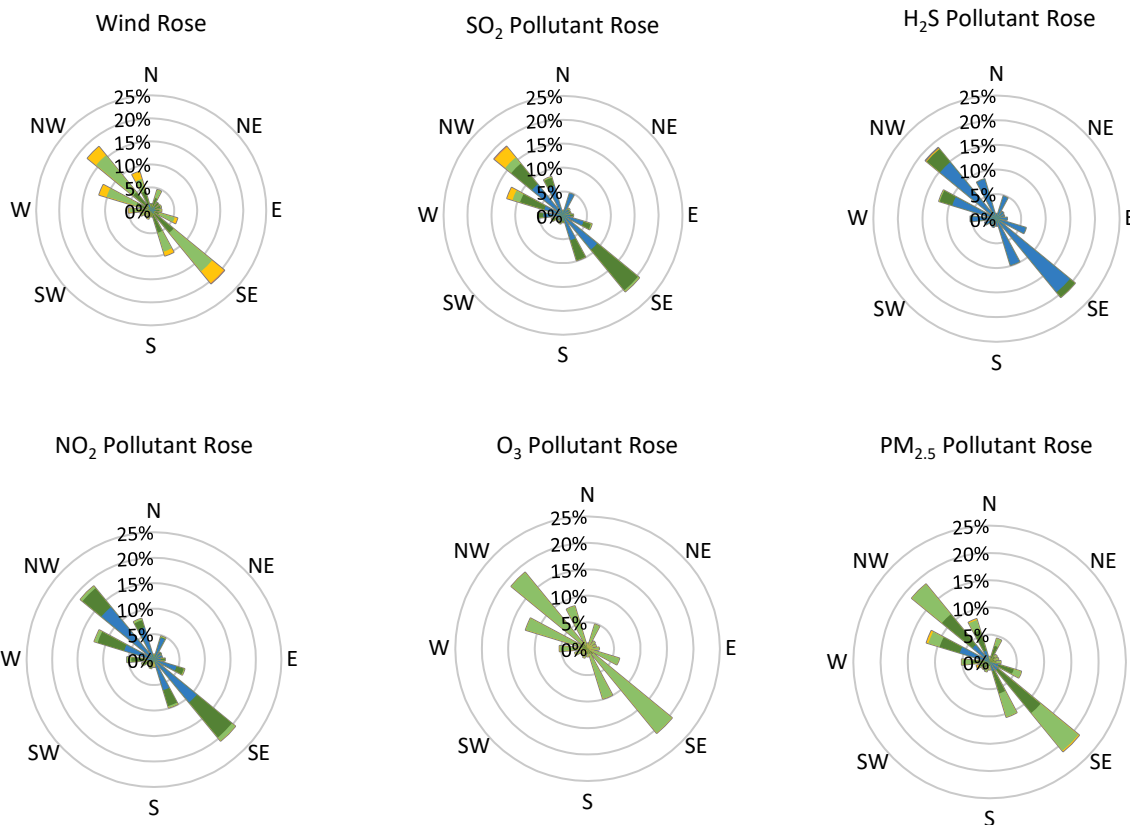 Wind Rose
N
25%
20%
15%
10%
5%
0%
NW
NE
W
E
SW
SE
S
SO₂ Pollutant Rose
N
25%
20%
15%
10%
5%
0%
NW
NE
W
E
SW
SE
S
H₂S Pollutant Rose
N
25%
20%
15%
10%
5%
0%
NW
NE
W
E
SW
SE
S
NO₂ Pollutant Rose
N
25%
20%
15%
10%
5%
0%
NW
NE
W
E
SW
SE
S
O₃ Pollutant Rose
N
25%
20%
15%
10%
5%
0%
NW
NE
W
E
SW
SE
S
PM₂.₅ Pollutant Rose
N
25%
20%
15%
10%
5%
0%
NW
NE
W
E
SW
SE
S